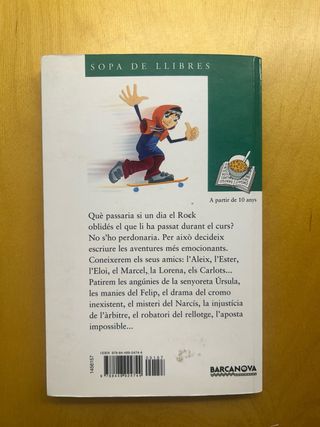 SOPA DE LLIBRES
A partir de 10 anys
Què passaria si un dia el Rock
oblidés el que li ha passat durant el curs?
No s'ho perdonaria. Per això decideix
escriure les aventures més emocionants.
Coneixerem els seus amics: l'Aleix, l'Ester,
l'Eloi, el Marcel, la Lorena, els Carlots...
Patirem les angúnies de la senyoreta Úrsula,
les manies del Felip, el drama del cromo
inexistent, el misteri del Narcís, la injustícia
de l'àrbitre, el robatori del rellotge, l'aposta
impossible...
1456157
BARCANOVA